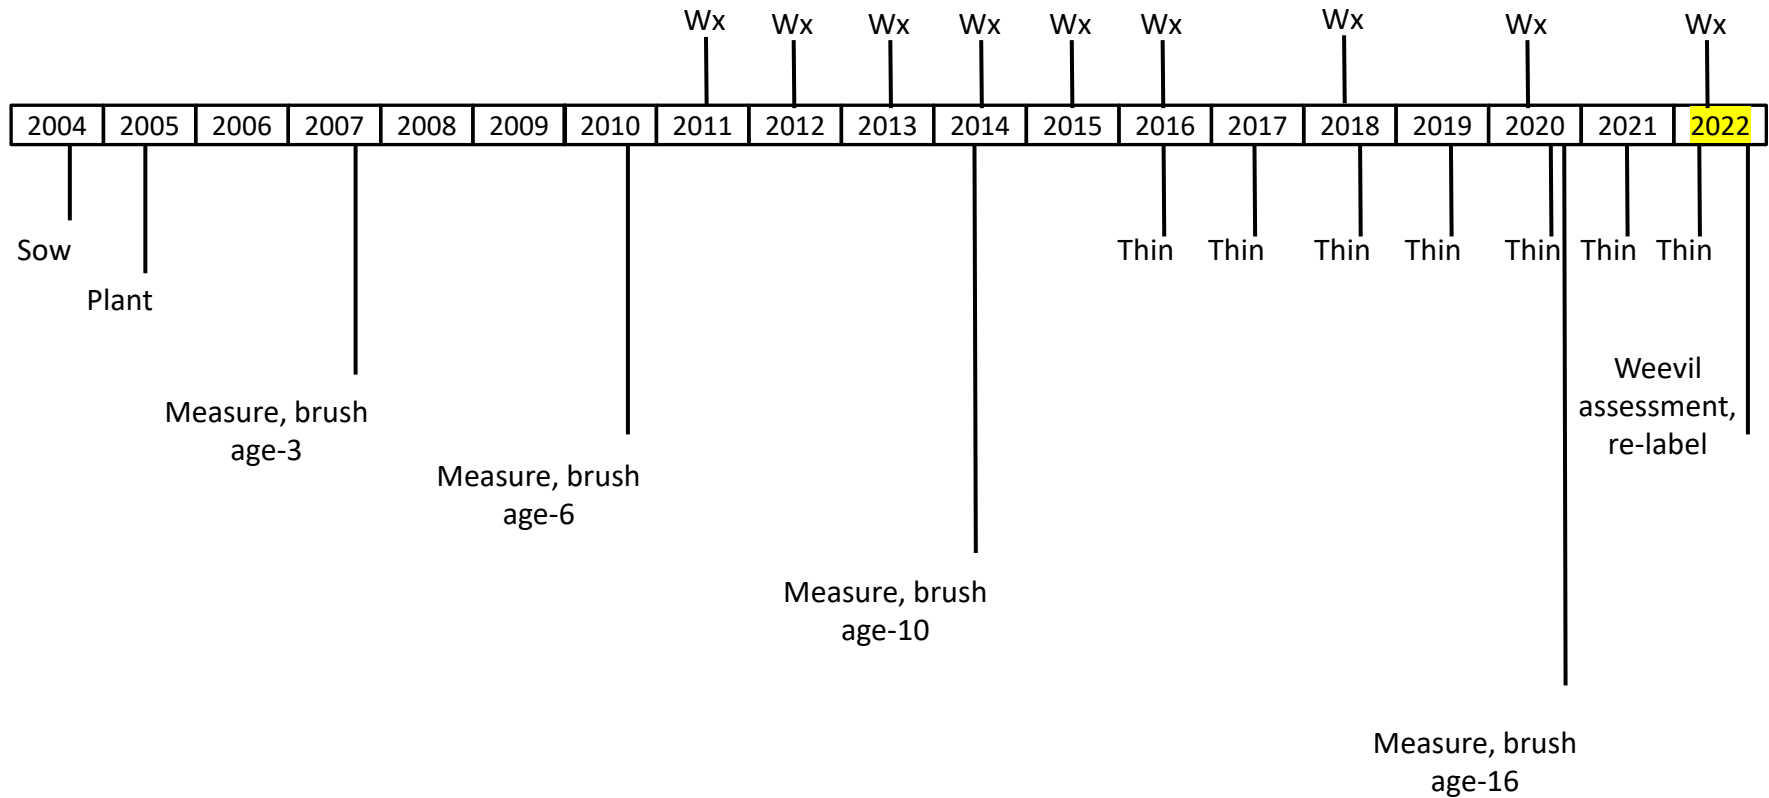 Wx Wx Wx Wx Wx Wx Wx Wx Wx
2004 2005 2006 2007 2008 2009 2010 2011 2012 2013 2014 2015 2016 2017 2018 2019 2020 2021 2022
Sow
Plant
Thin Thin Thin Thin Thin Thin Thin
Measure, brush
age-3
Measure, brush
age-6
Measure, brush
age-10
Weevil
assessment,
re-label
Measure, brush
age-16